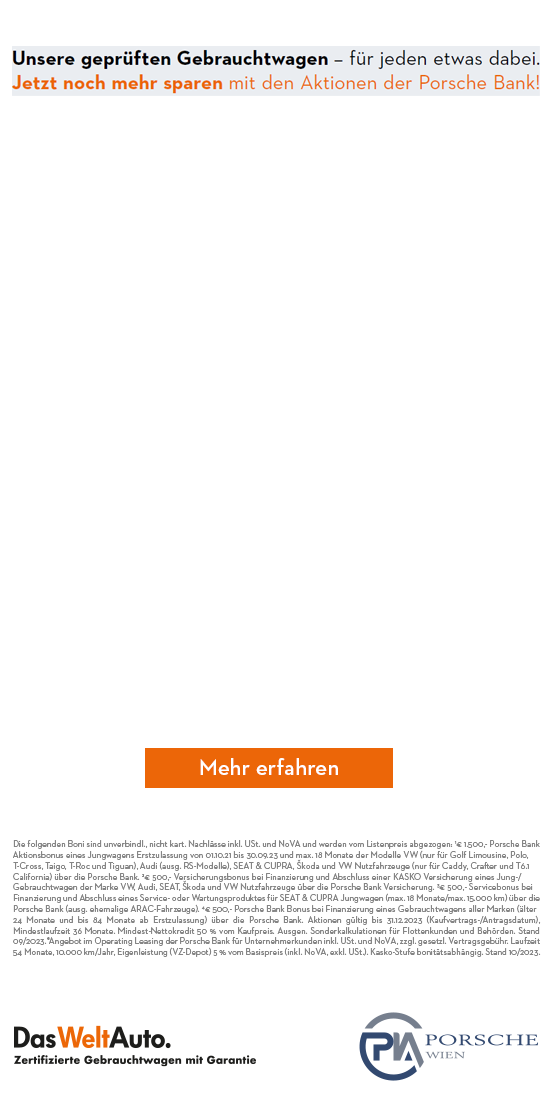 Unsere geprüften Gebrauchtwagen – für jeden etwas dabei.
Jetzt noch mehr sparen mit den Aktionen der Porsche Bank!
Mehr erfahren
Die folgenden Boni sind unverbindl., nicht kart. Nachlässe inkl. USt. und NoVA und werden vom Listenpreis abgezogen: ¹€ 1.500,- Porsche Bank
Aktionsbonus eines Jungwagens Erstzulassung von 01.10.21 bis 30.09.23 und max. 18 Monate der Modelle VW (nur für Golf Limousine, Polo,
T-Cross, Taigo, T-Roc und Tiguan), Audi (ausg. RS-Modelle), SEAT & CUPRA, Škoda und VW Nutzfahrzeuge (nur für Caddy, Crafter und T6.1
California) über die Porsche Bank. ²€ 500,- Versicherungsbonus bei Finanzierung und Abschluss einer KASKO Versicherung eines Jung-/
Gebrauchtwagen der Marke VW, Audi, SEAT, Škoda und VW Nutzfahrzeuge über die Porsche Bank Versicherung. ³€ 500,- Servicebonus bei
Finanzierung und Abschluss eines Service- oder Wartungsproduktes für SEAT & CUPRA Jungwagen (max. 18 Monate/max. 15.000 km) über die
Porsche Bank (ausg. ehemalige ARAC-Fahrzeuge). ⁴€ 500,- Porsche Bank Bonus bei Finanzierung eines Gebrauchtwagens aller Marken (älter
24 Monate und bis 84 Monate ab Erstzulassung) über die Porsche Bank. Aktionen gültig bis 31.12.2023 (Kaufvertrags-/Antragsdatum),
Mindestlaufzeit 36 Monate. Mindest-Nettokredit 50 % vom Kaufpreis. Ausgen. Sonderkalkulationen für Flottenkunden und Behörden. Stand
09/2023. *Angebot im Operating Leasing der Porsche Bank für Unternehmerkunden inkl. USt. und NoVA, zzgl. gesetzl. Vertragsgebühr. Laufzeit
54 Monate, 10.000 km/Jahr, Eigenleistung (VZ-Depot) 5 % vom Basispreis (inkl. NoVA, exkl. USt.). Kasko-Stufe bonitätsabhängig. Stand 10/2023.
DasWeltAuto.
Zertifizierte Gebrauchtwagen mit Garantie
PIA PORSCHE
WIEN